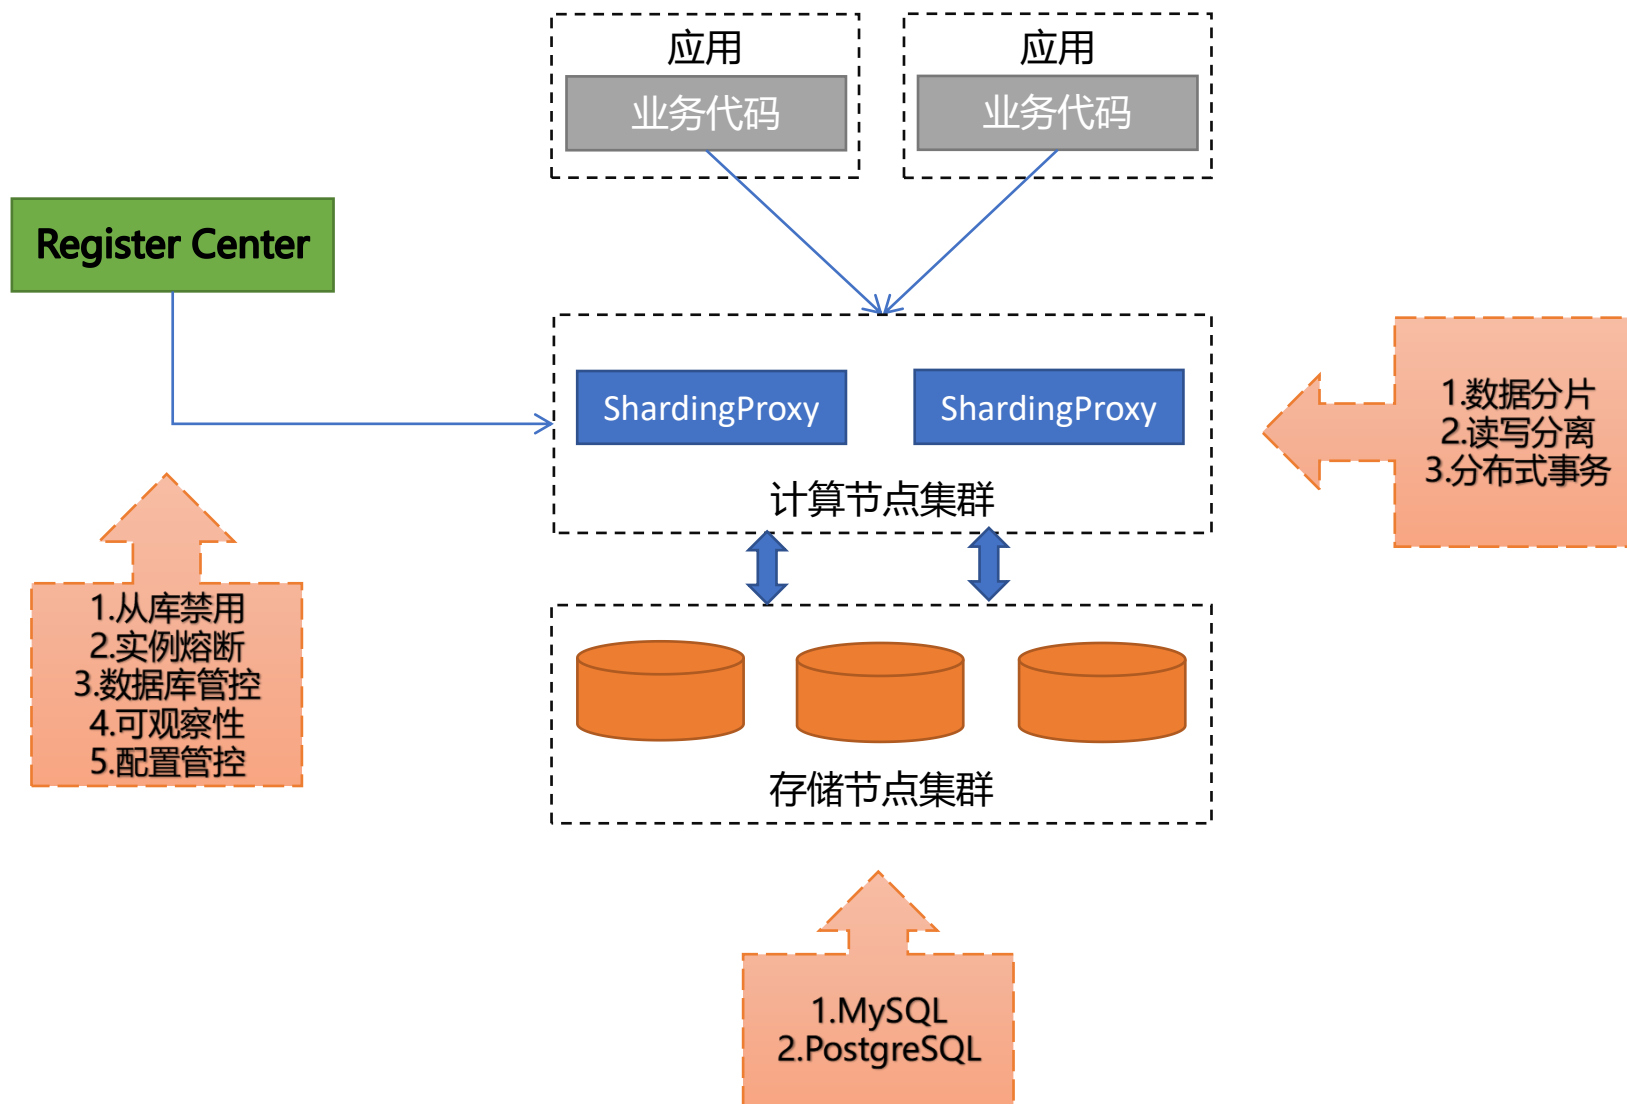 应用
业务代码
应用
业务代码
Register Center
ShardingProxy
ShardingProxy
计算节点集群
1.数据分片
2.读写分离
3.分布式事务
1.从库禁用
2.实例熔断
3.数据库管控
4.可观察性
5.配置管控
存储节点集群
1.MySQL
2.PostgreSQL